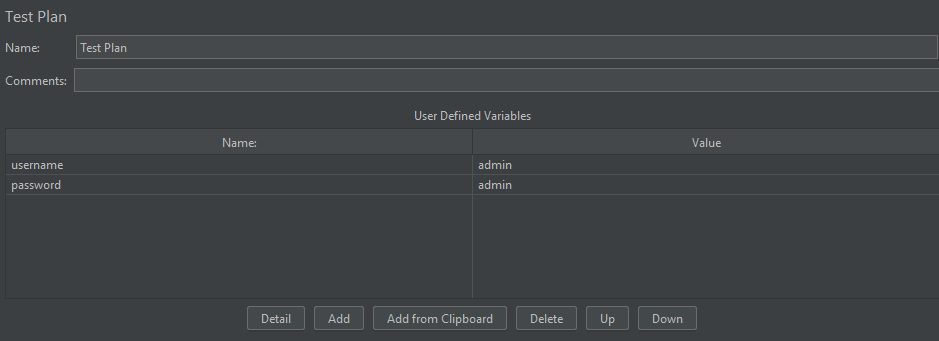 Test Plan
Name: Test Plan
Comments:
User Defined Variables
Name: Value
username admin
password admin
Detail Add Add from Clipboard Delete Up Down